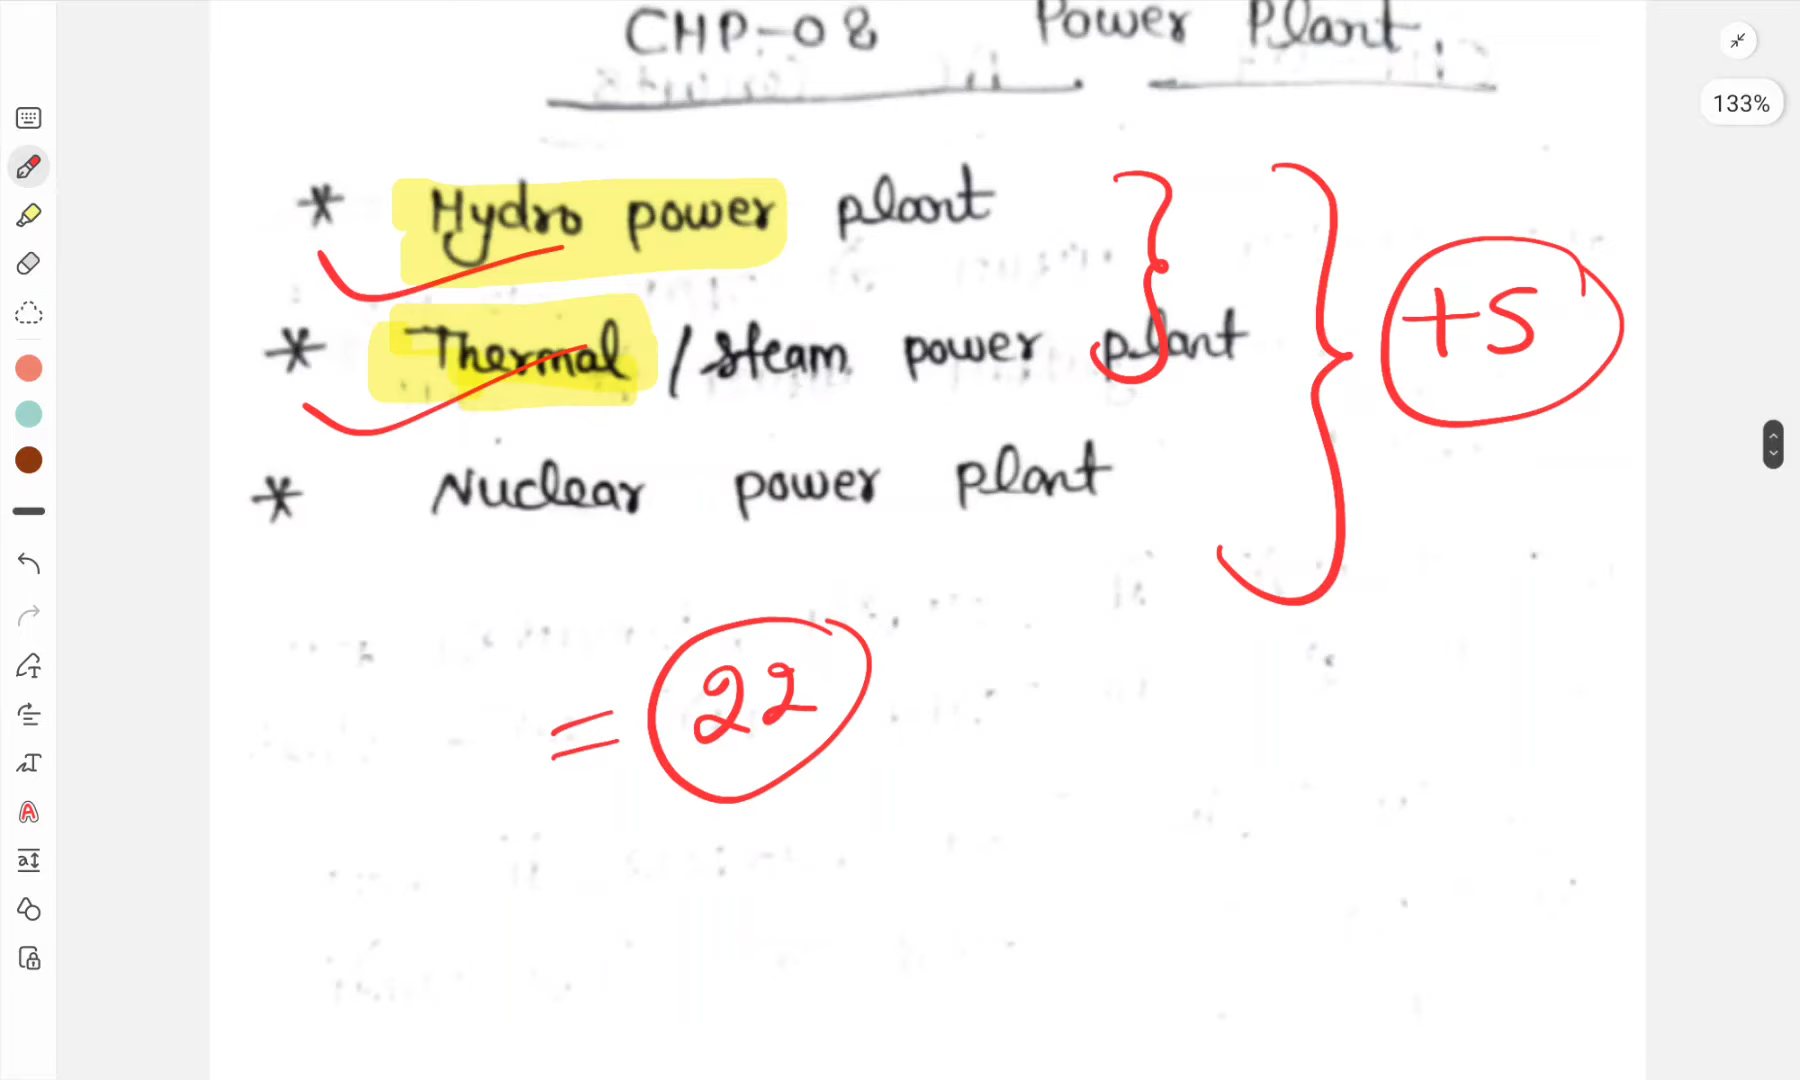 CHP-08 Power Plant.
133%
* Hydro power plant
* Thermal / steam power plant
+5
* Nuclear power plant
= 22